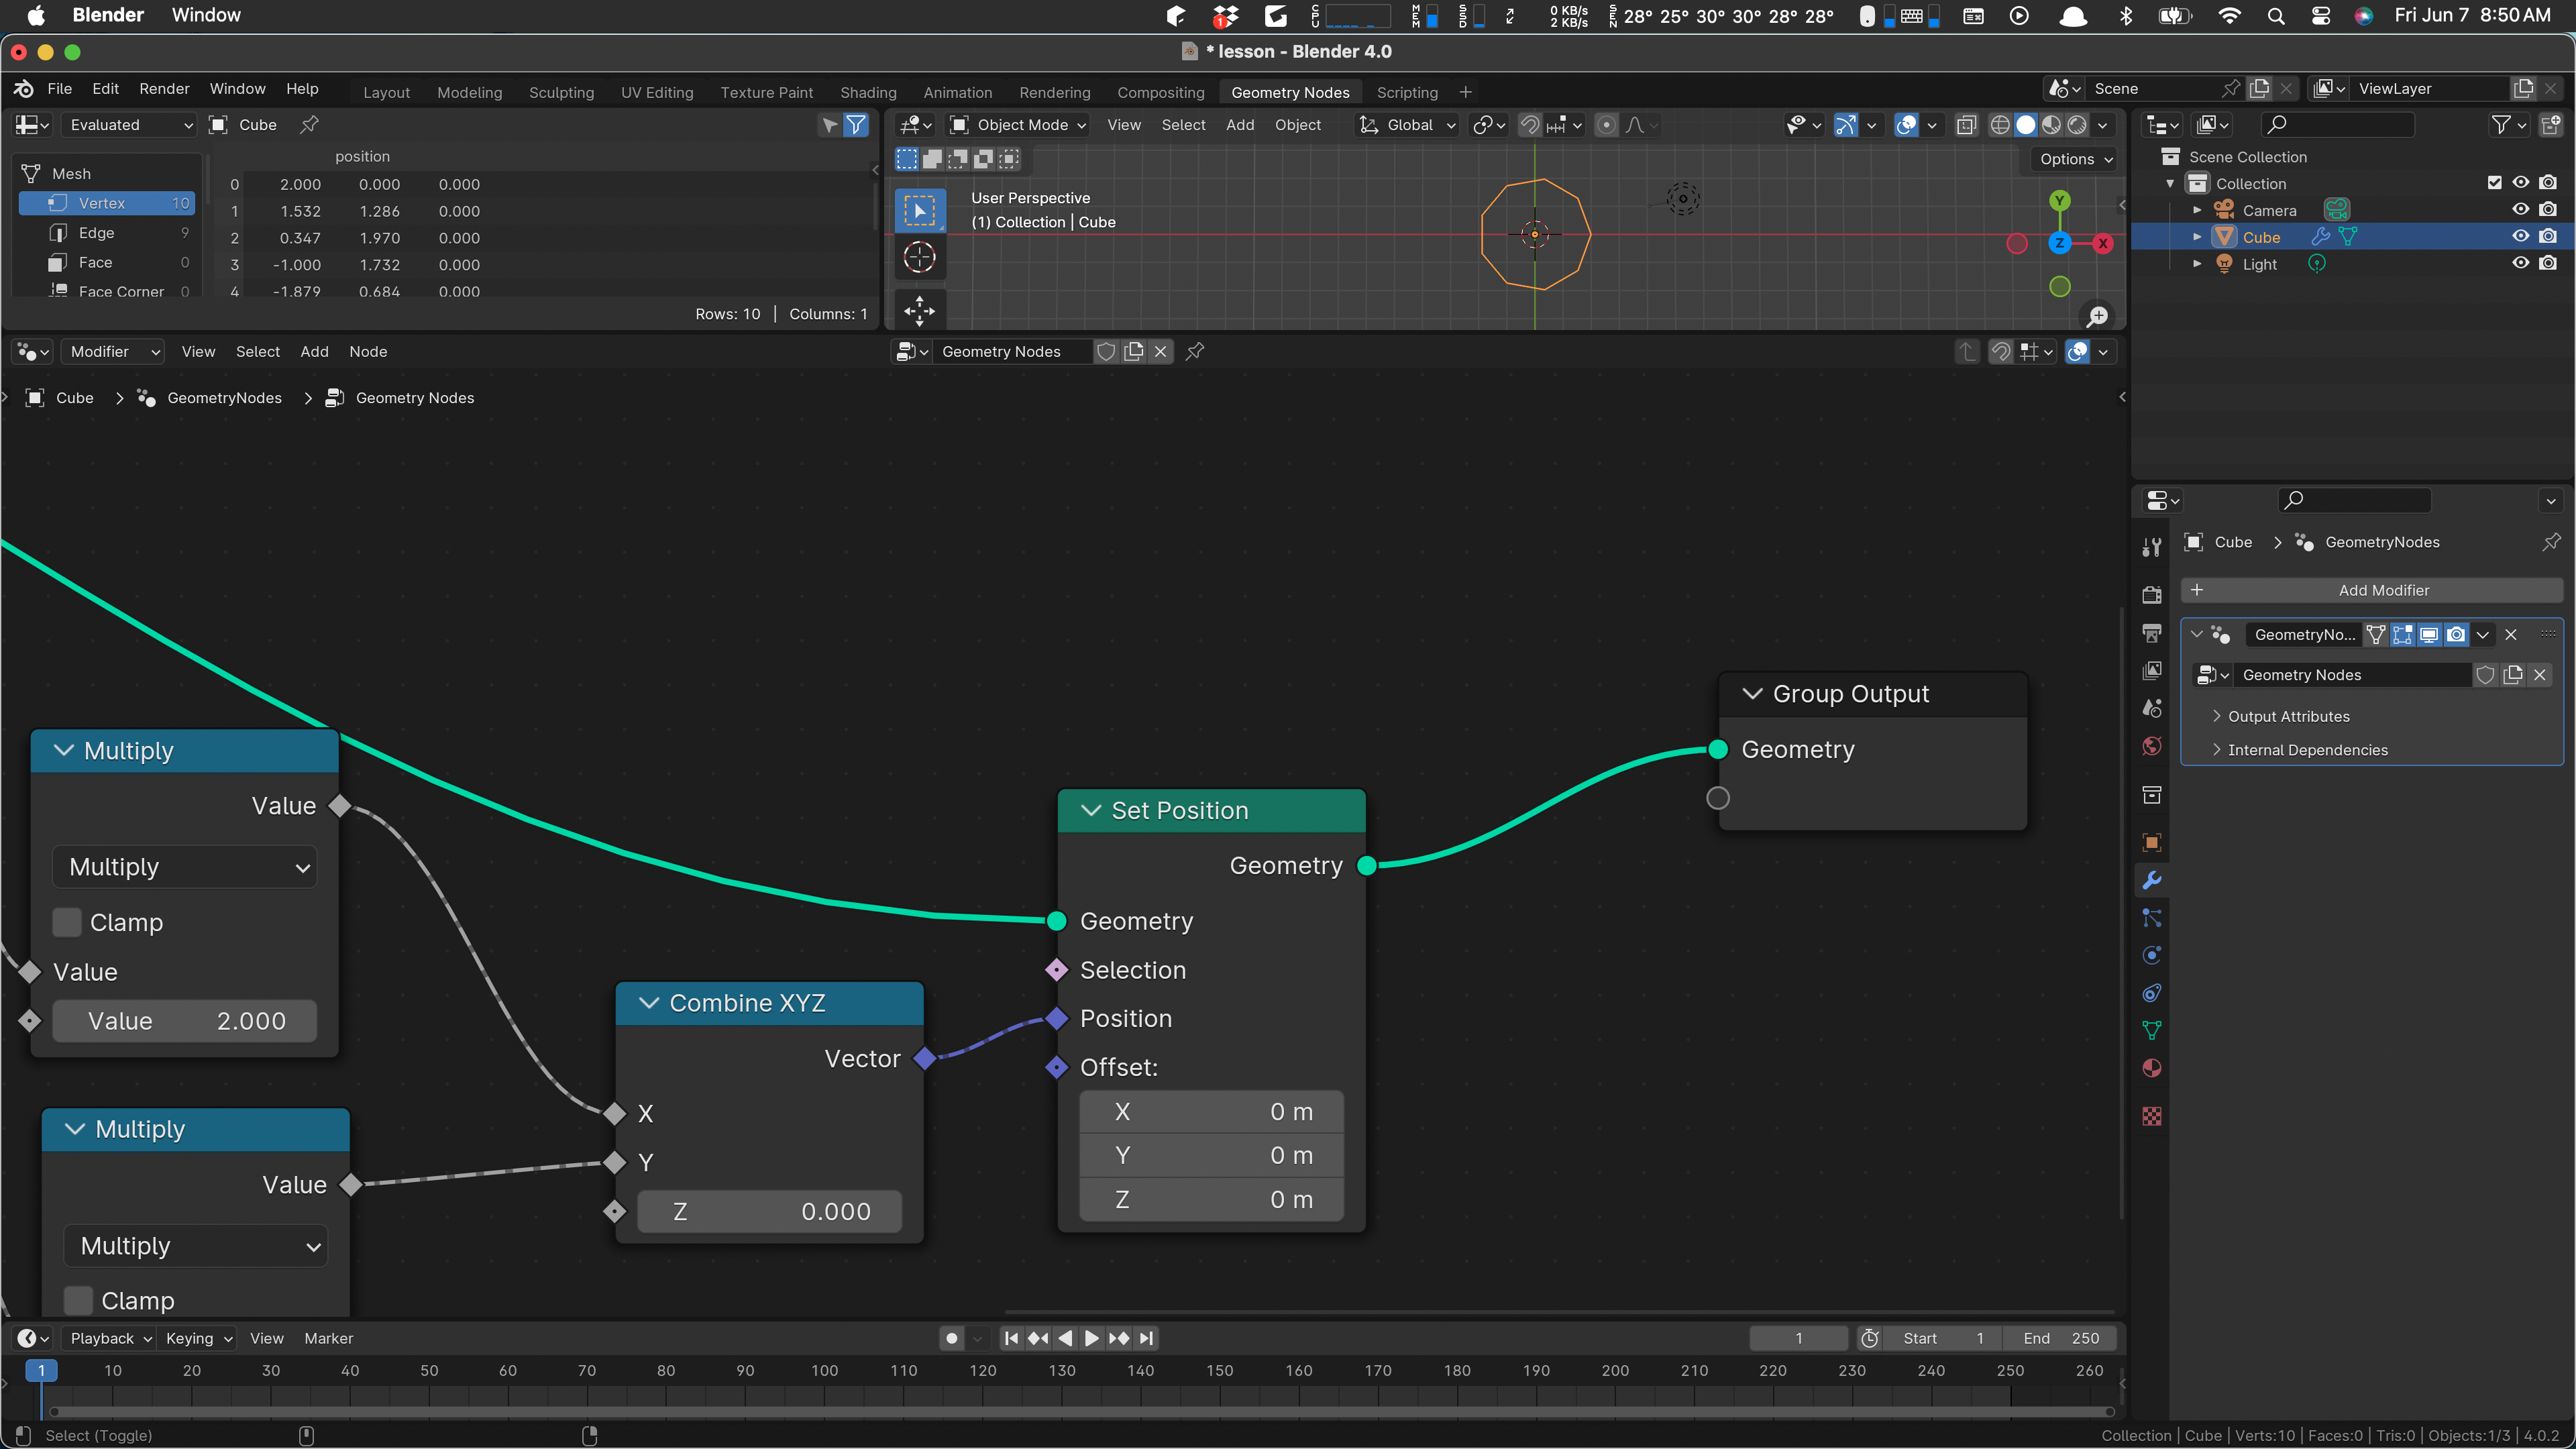 Blender Window
CPU MEM SSD 0 KB/s 2 KB/s SEN 28° 25° 30° 30° 28° 28° Fri Jun 7 8:50 AM
* lesson - Blender 4.0
File Edit Render Window Help Layout Modeling Sculpting UV Editing Texture Paint Shading Animation Rendering Compositing Geometry Nodes Scripting + Scene ViewLayer
Evaluated Cube
Object Mode View Select Add Object Global
position
Mesh
Vertex 10
Edge 9
Face 0
Face Corner 0
0 2.000 0.000 0.000
1 1.532 1.286 0.000
2 0.347 1.970 0.000
3 -1.000 1.732 0.000
4 -1.879 0.684 0.000
Rows: 10 | Columns: 1
Options
User Perspective
(1) Collection | Cube
Y
Z
X
Scene Collection
Collection
Camera
Cube
Light
Modifier View Select Add Node Geometry Nodes
Cube > GeometryNodes > Geometry Nodes
Multiply
Value
Multiply
Clamp
Value
Value 2.000
Multiply
Value
Multiply
Clamp
Combine XYZ
Vector
X
Y
Z 0.000
Set Position
Geometry
Geometry
Selection
Position
Offset:
X 0 m
Y 0 m
Z 0 m
Group Output
Geometry
Cube > GeometryNodes
+ Add Modifier
GeometryNo...
Geometry Nodes
Output Attributes
Internal Dependencies
Playback Keying View Marker 1 Start 1 End 250
1 10 20 30 40 50 60 70 80 90 100 110 120 130 140 150 160 170 180 190 200 210 220 230 240 250 260
Select (Toggle)
Collection | Cube | Verts:10 | Faces:0 | Tris:0 | Objects:1/3 | 4.0.2